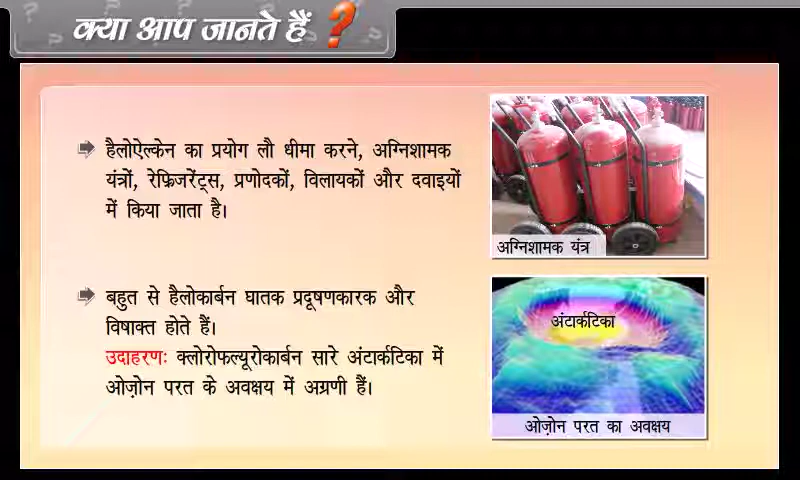 क्या आप जानते हैं ?
हैलोऐल्केन का प्रयोग लौ धीमा करने, अग्निशामक
यंत्रों, रेफ्रिजरेंट्स, प्रणोदकों, विलायकों और दवाइयों
में किया जाता है।
अग्निशामक यंत्र
बहुत से हैलोकार्बन घातक प्रदूषणकारक और
विषाक्त होते हैं।
उदाहरणः क्लोरोफल्यूरोकार्बन सारे अंटार्कटिका में
ओज़ोन परत के अवक्षय में अग्रणी हैं।
अंटार्कटिका
ओज़ोन परत का अवक्षय